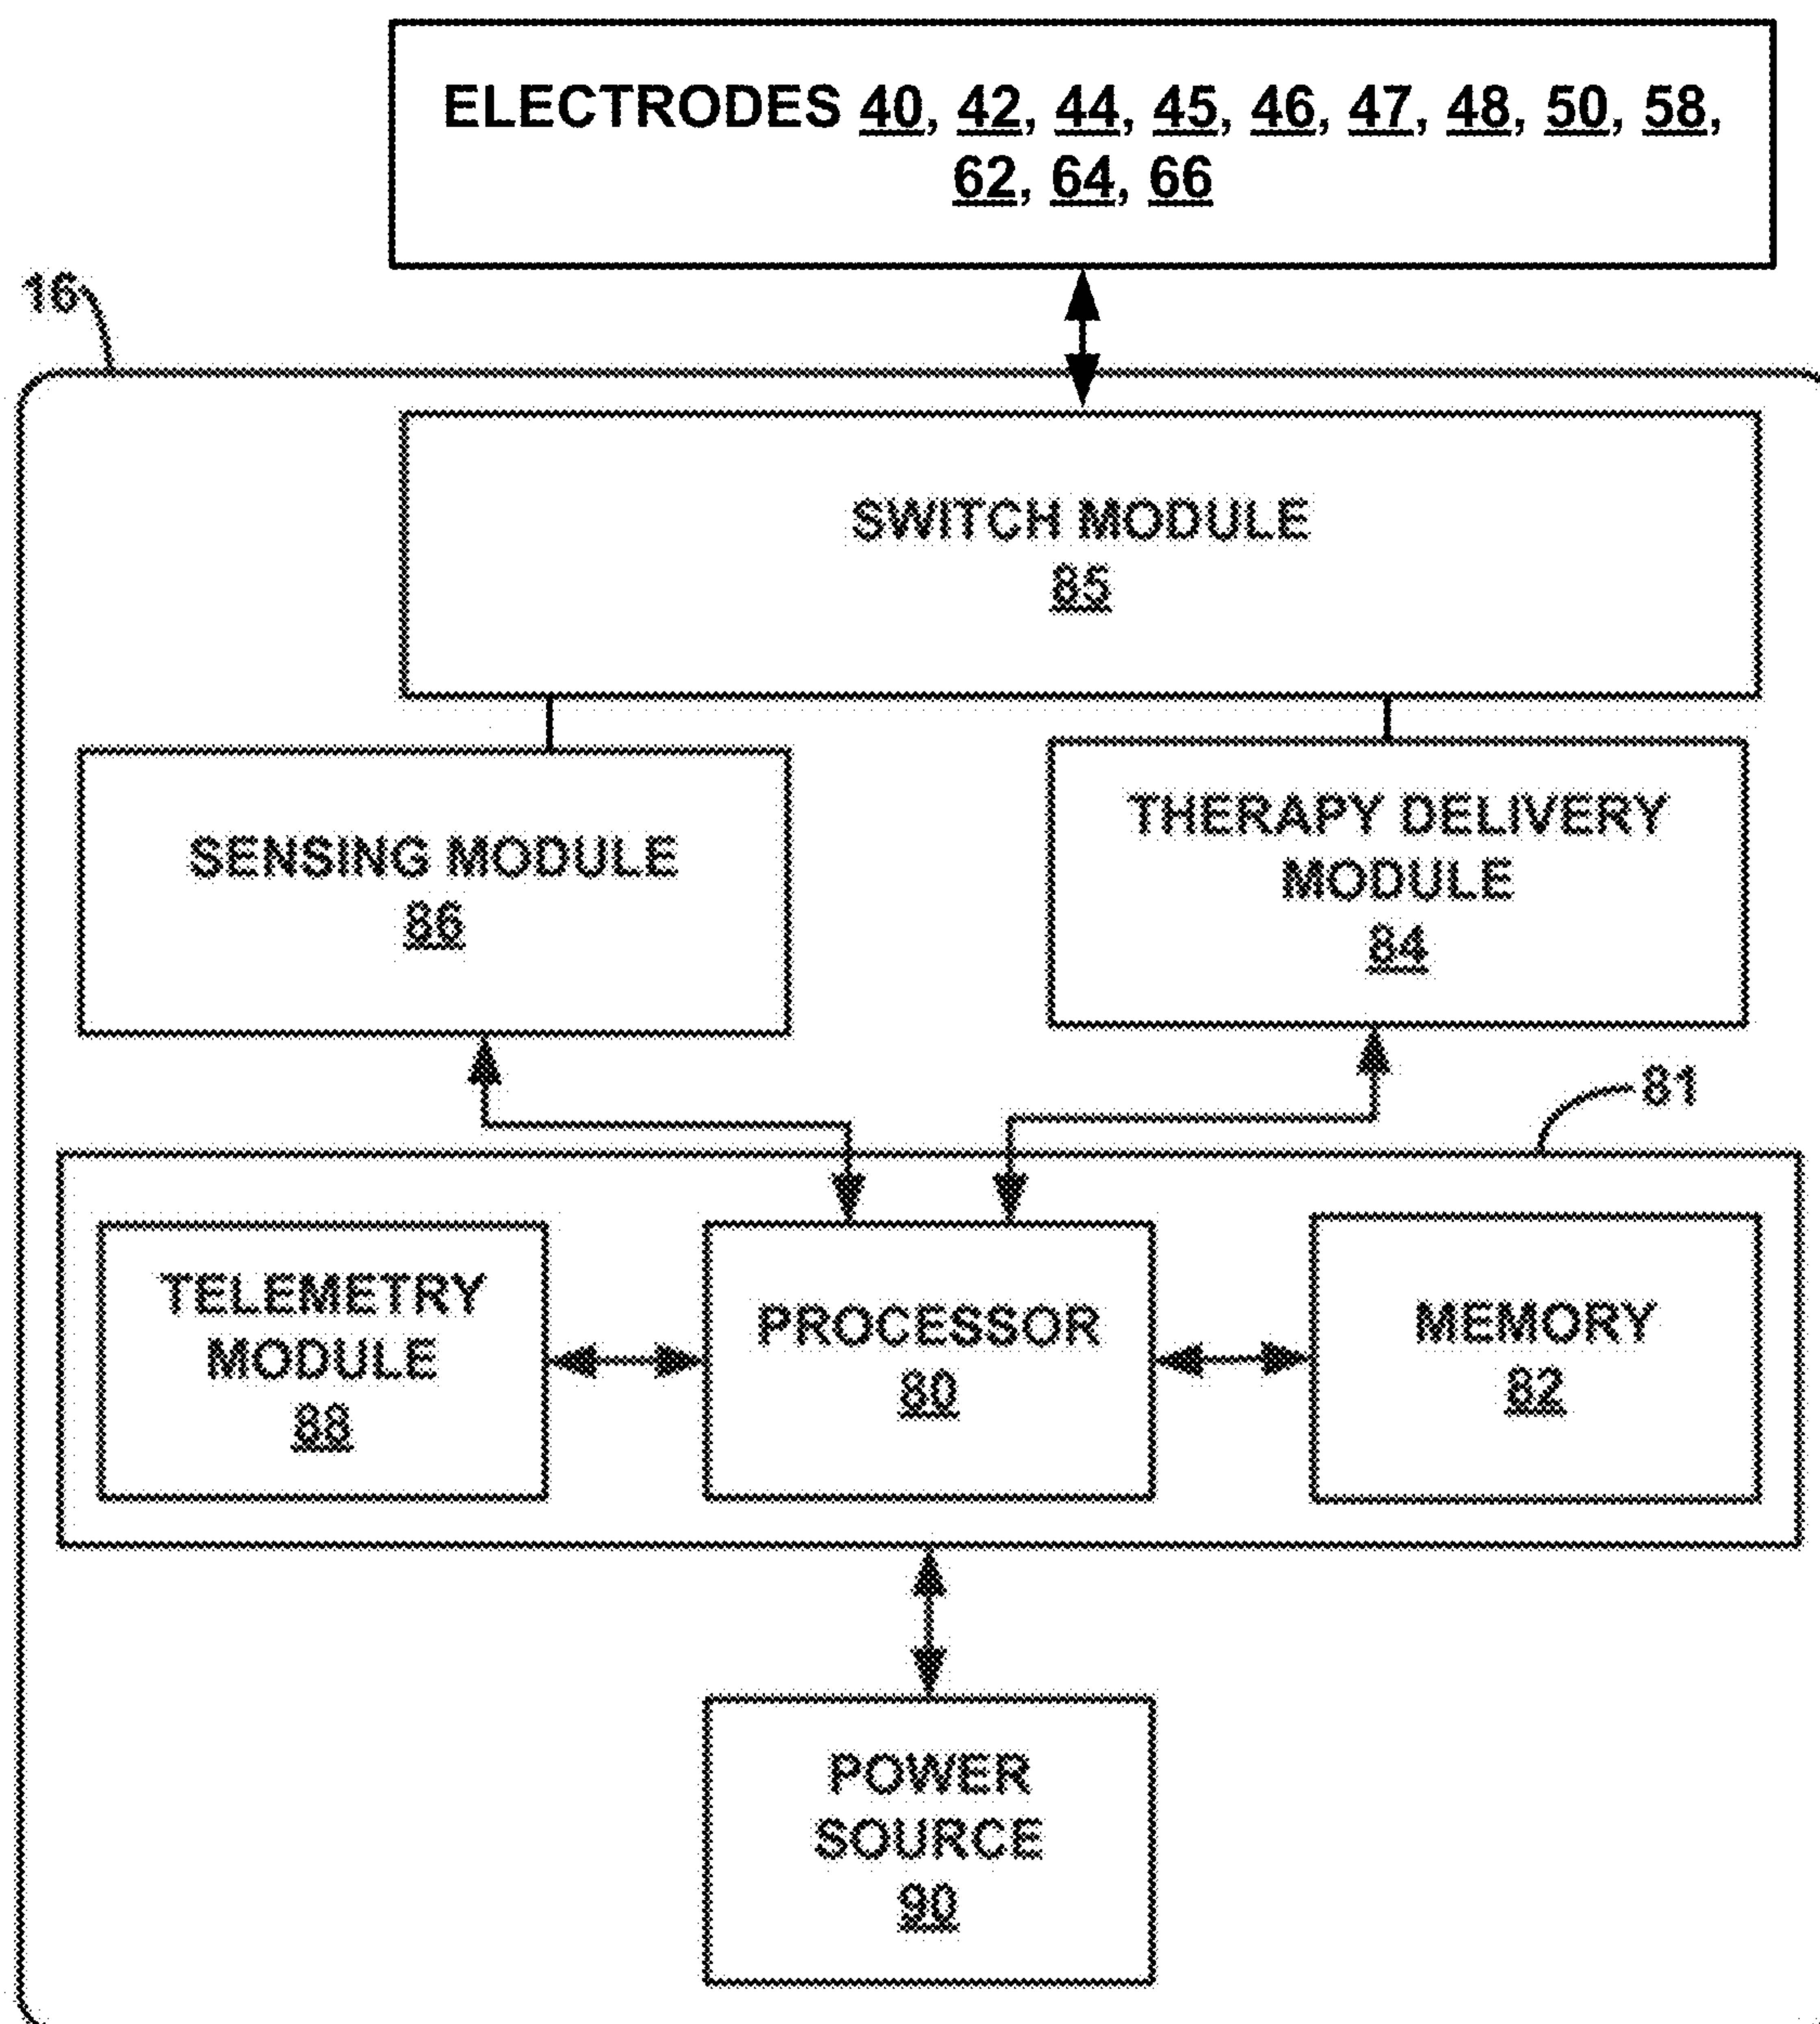 ELECTRODES 40, 42, 44, 45, 46, 47, 48, 50, 58,
62, 64, 66
16
SWITCH MODULE
85
SENSING MODULE
86
THERAPY DELIVERY
MODULE
84
81
TELEMETRY
MODULE
88
PROCESSOR
80
MEMORY
82
POWER
SOURCE
90